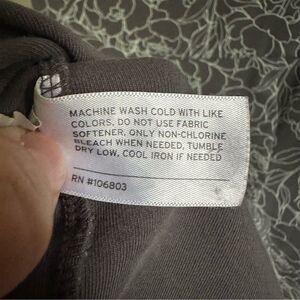 MACHINE WASH COLD WITH LIKE
COLORS, DO NOT USE FABRIC
SOFTENER, ONLY NON-CHLORINE
BLEACH WHEN NEEDED, TUMBLE
DRY LOW, COOL IRON IF NEEDED
RN #106803